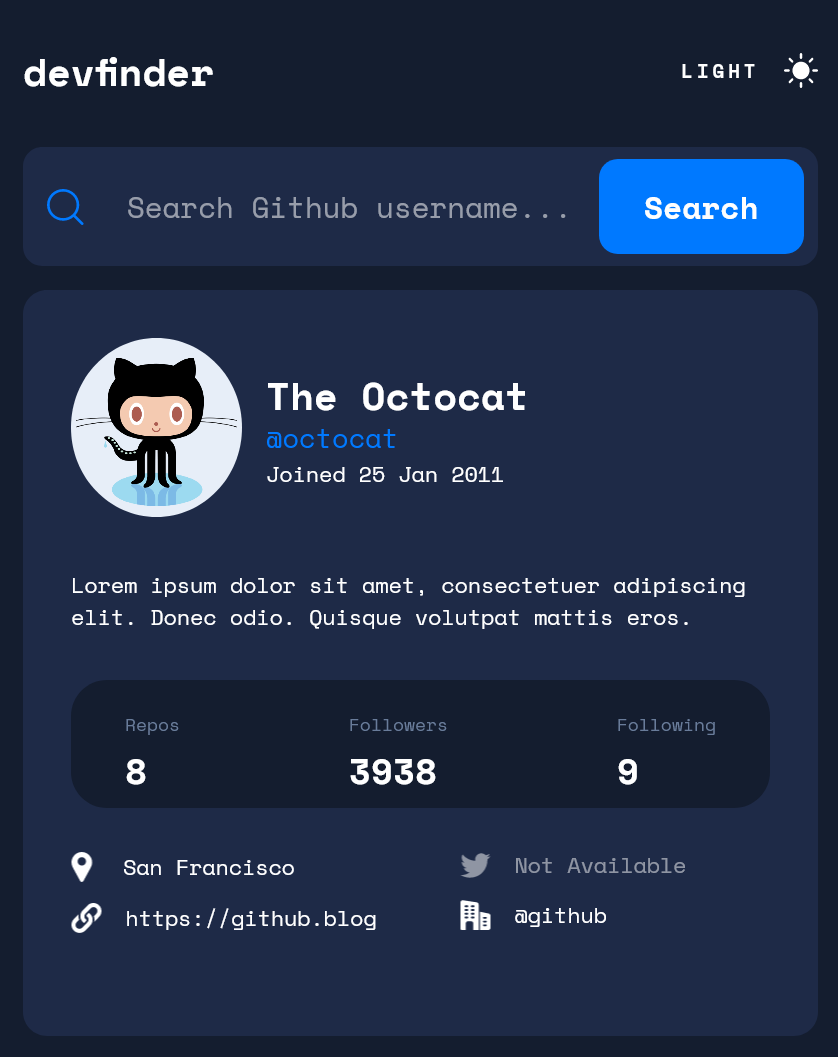 devfinder
LIGHT
Search Github username...
Search
The Octocat
@octocat
Joined 25 Jan 2011
Lorem ipsum dolor sit amet, consectetuer adipiscing
elit. Donec odio. Quisque volutpat mattis eros.
Repos
Followers
Following
8
3938
9
San Francisco
Not Available
https://github.blog
@github